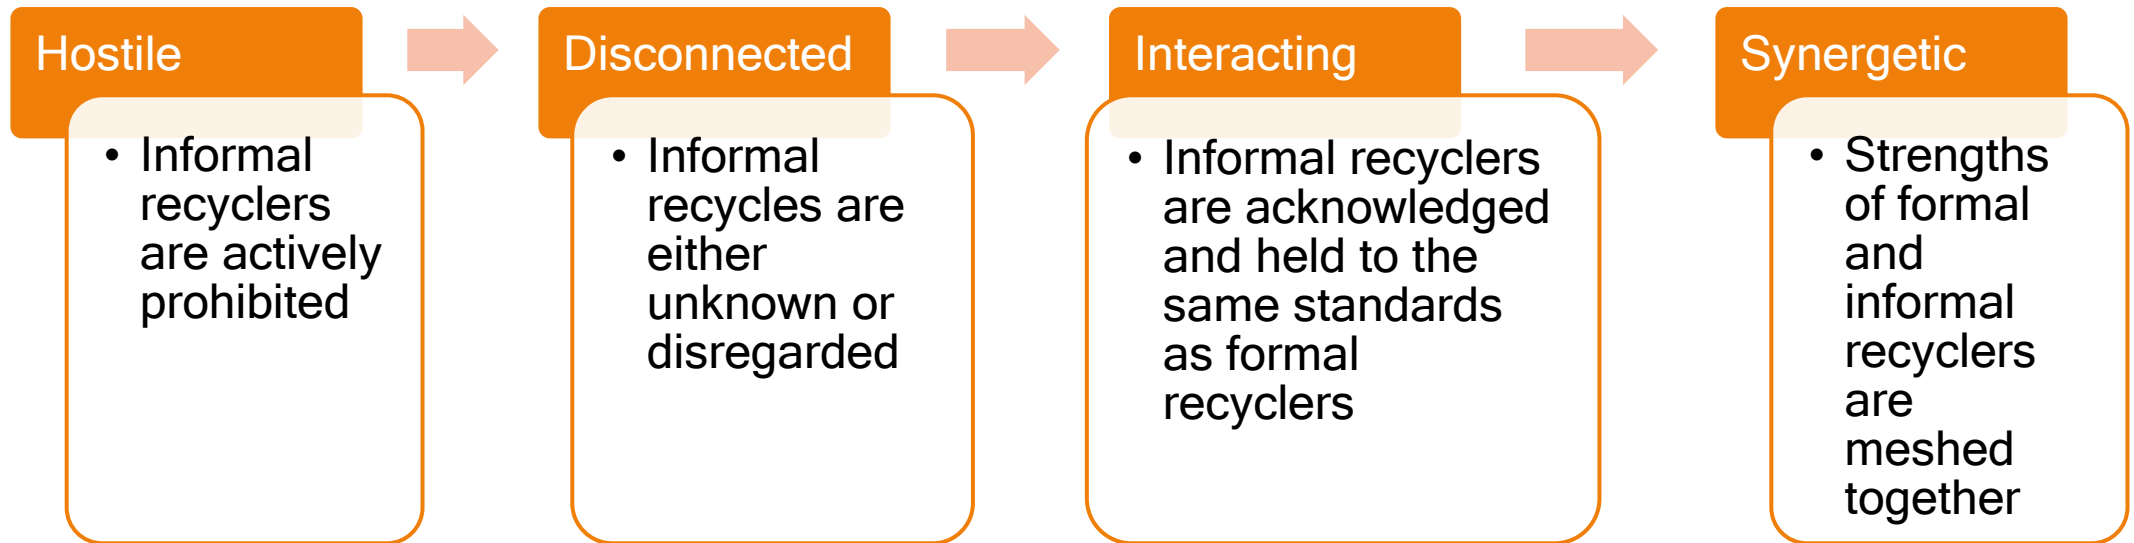 Hostile
• Informal
recyclers
are actively
prohibited
Disconnected
• Informal
recycles are
either
unknown or
disregarded
Interacting
• Informal recyclers
are acknowledged
and held to the
same standards
as formal
recyclers
Synergetic
• Strengths
of formal
and
informal
recyclers
are
meshed
together